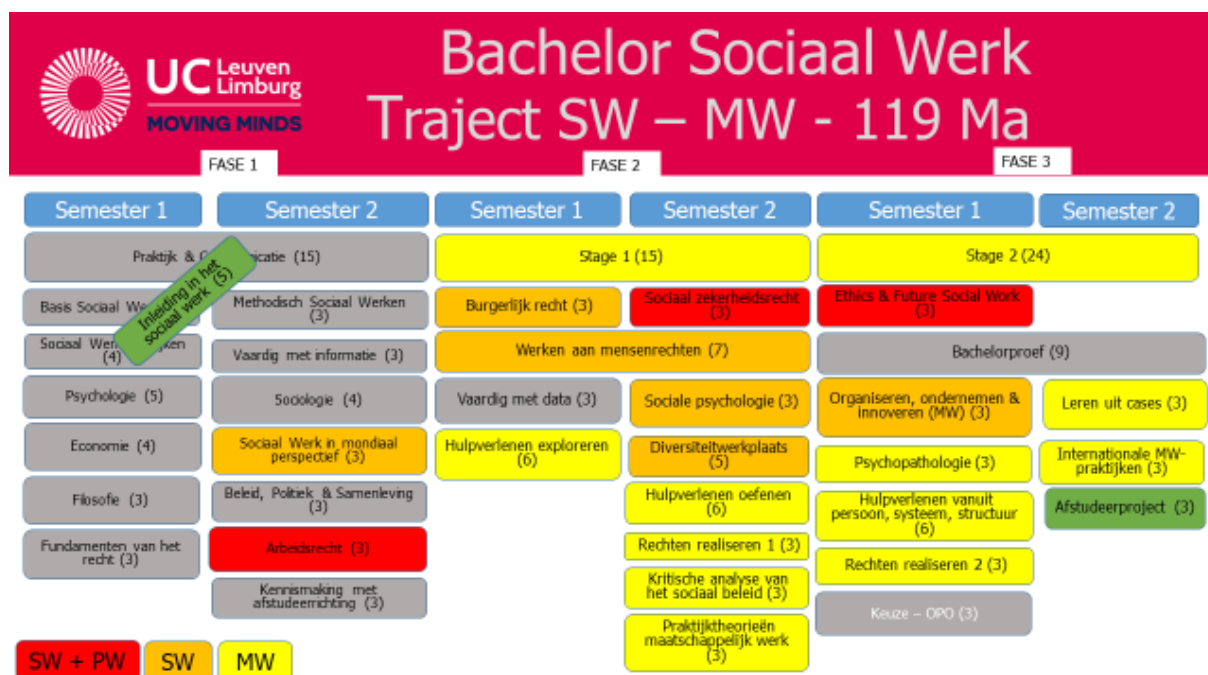 UC Leuven
Limburg
MOVING MINDS
Bachelor Sociaal Werk
Traject SW – MW - 119 Ma
FASE 1
FASE 2
FASE 3
Semester 1
Semester 2
Semester 1
Semester 2
Semester 1
Semester 2
Praktijk & C
icatie (15)
Stage 1 (15)
Stage 2 (24)
Inleiding in het
sociaal werk (5)
Basis Sociaal We
Methodisch Sociaal Werken
(3)
Burgerlijk recht (3)
Sociaal zekerheidsrecht
(3)
Ethics & Future Social Work
(3)
Sociaal Wer
ijken
(4)
Vaardig met informatie (3)
Werken aan mensenrechten (7)
Bachelorproef (9)
Psychologie (5)
Sociologie (4)
Vaardig met data (3)
Sociale psychologie (3)
Organiseren, ondernemen &
innoveren (MW) (3)
Leren uit cases (3)
Economie (4)
Sociaal Werk in mondiaal
perspectief (3)
Hulpverlenen exploreren
(6)
Diversiteitwerkplaats
(5)
Psychopathologie (3)
Internationale MW-
praktijken (3)
Filosofie (3)
Beleid, Politiek & Samenleving
(3)
Hulpverlenen oefenen
(6)
Hulpverlenen vanuit
persoon, systeem, structuur
(6)
Afstudeerproject (3)
Fundamenten van het
recht (3)
Arbeidsrecht (3)
Rechten realiseren 1 (3)
Rechten realiseren 2 (3)
Kennismaking met
afstudeerrichting (3)
Kritische analyse van
het sociaal beleid (3)
Keuze – OPO (3)
Praktijktheorieën
maatschappelijk werk
(3)
SW + PW
SW
MW